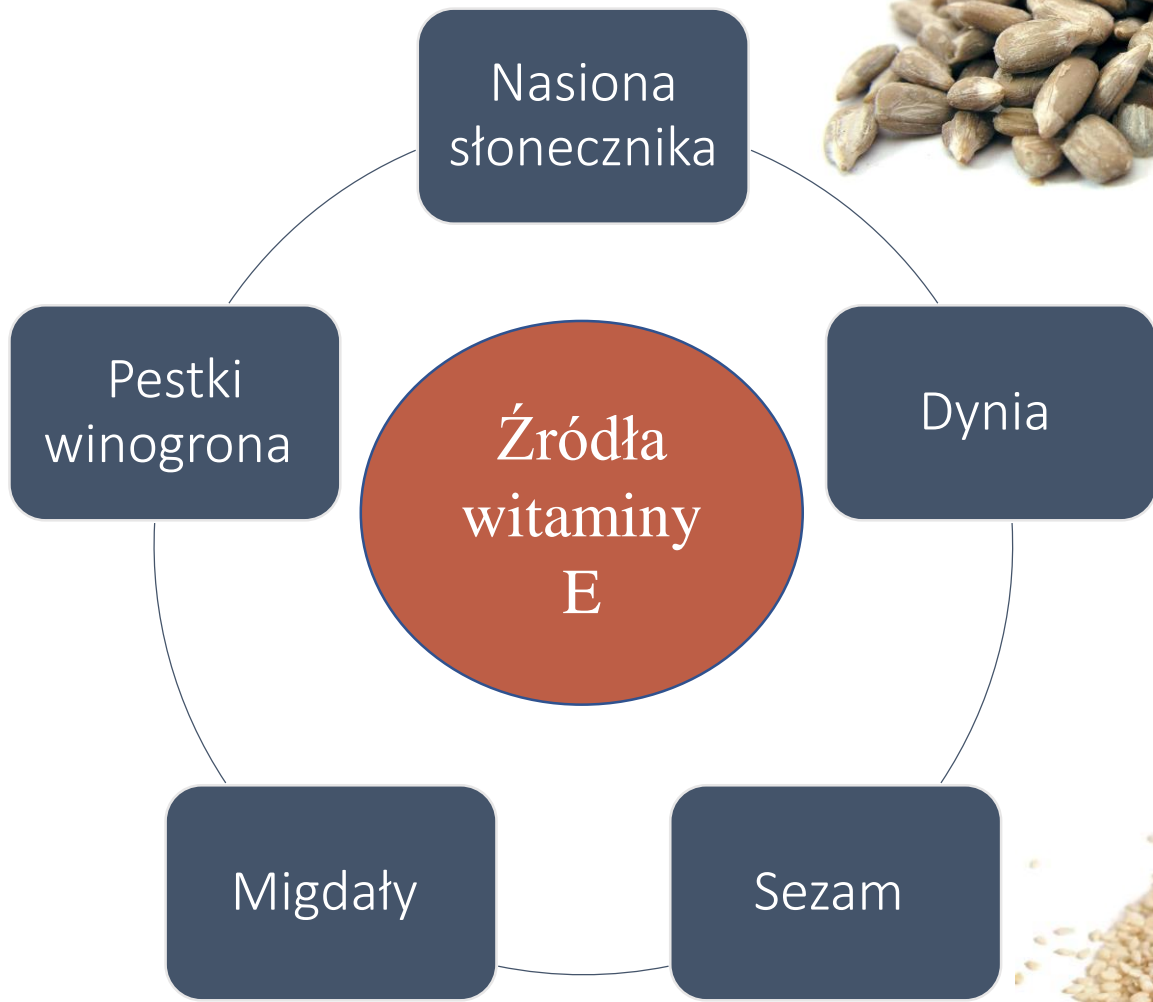 Nasiona
słonecznika
Pestki
winogrona
Dynia
Źródła
witaminy
E
Migdały
Sezam